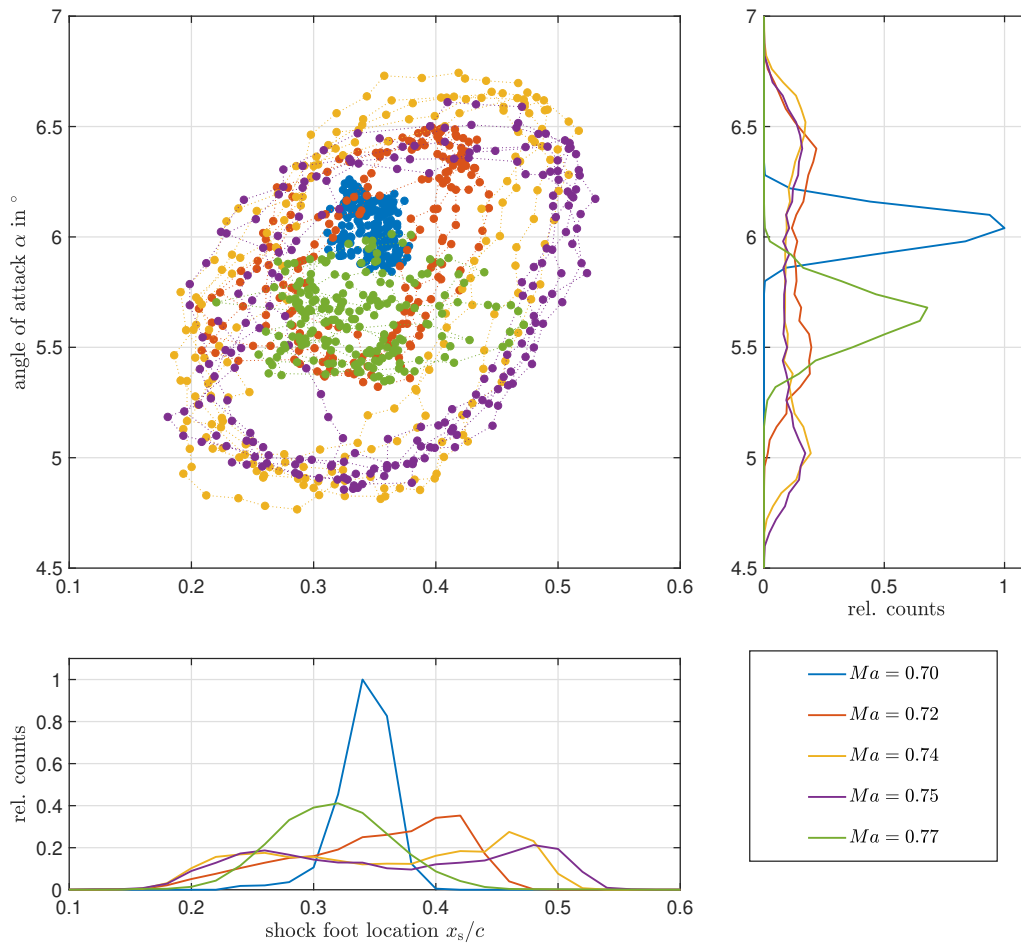 7
6.5
6
5.5
5
4.5
angle of attack α in °
0.1 0.2 0.3 0.4 0.5 0.6
7
6.5
6
5.5
5
4.5
0 0.5 1
rel. counts
1
0.8
0.6
0.4
0.2
0
rel. counts
0.1 0.2 0.3 0.4 0.5 0.6
shock foot location xs/c
Ma = 0.70
Ma = 0.72
Ma = 0.74
Ma = 0.75
Ma = 0.77